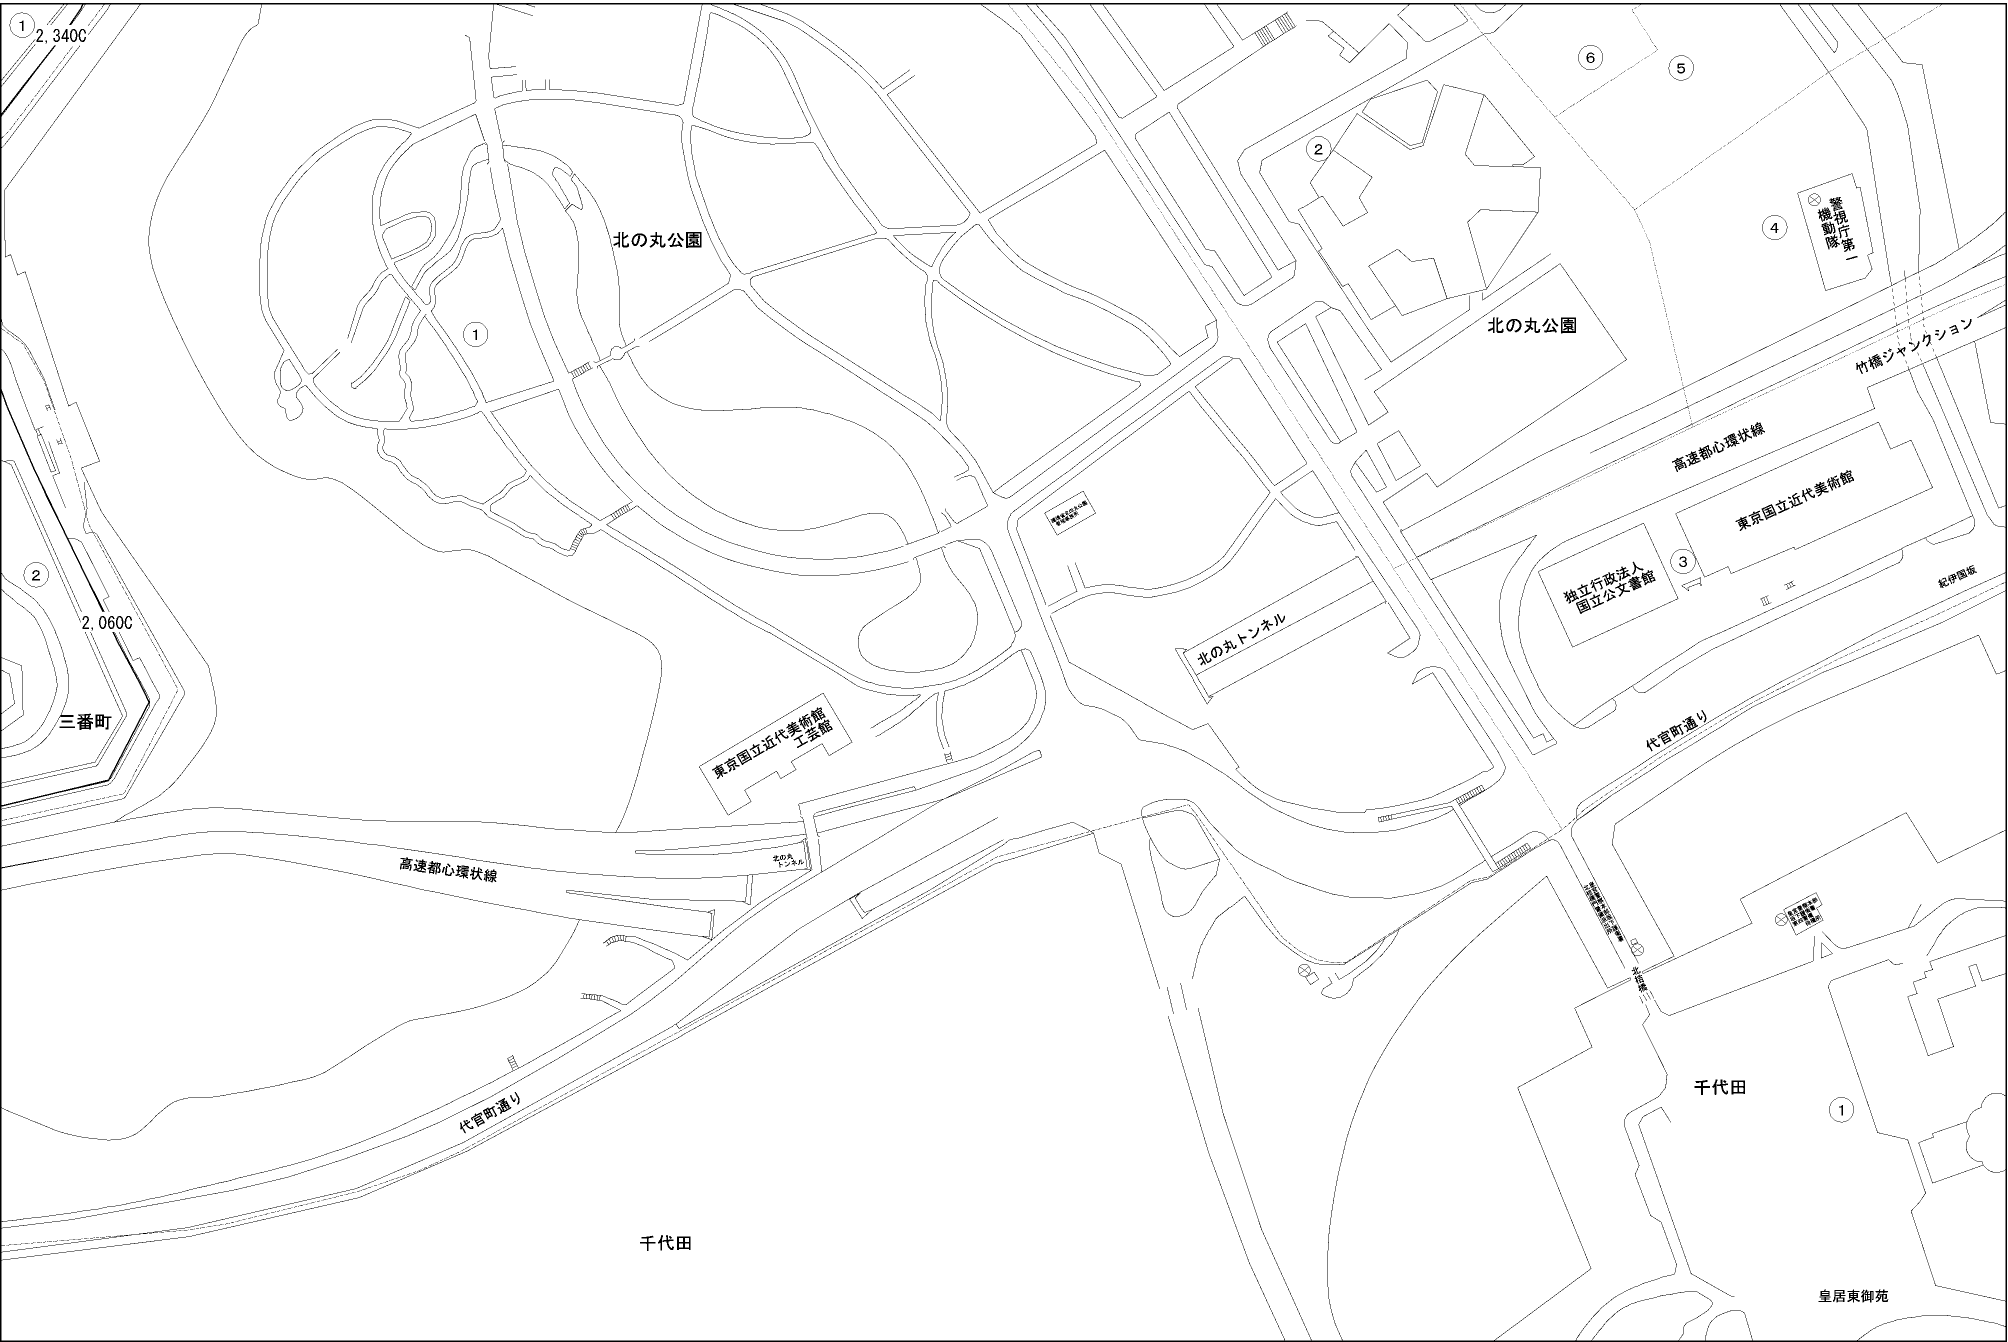 ①
2,340C
⑥
⑤
②
④
警視庁第一
機動隊
北の丸公園
①
北の丸公園
竹橋ジャンクション
高速都心環状線
東京国立近代美術館
③
独立行政法人
国立公文書館
紀伊国坂
②
2,060C
北の丸トンネル
三番町
東京国立近代美術館
工芸館
代官町通り
高速都心環状線
北の丸
トンネル
北桔橋
代官町通り
千代田
①
千代田
皇居東御苑